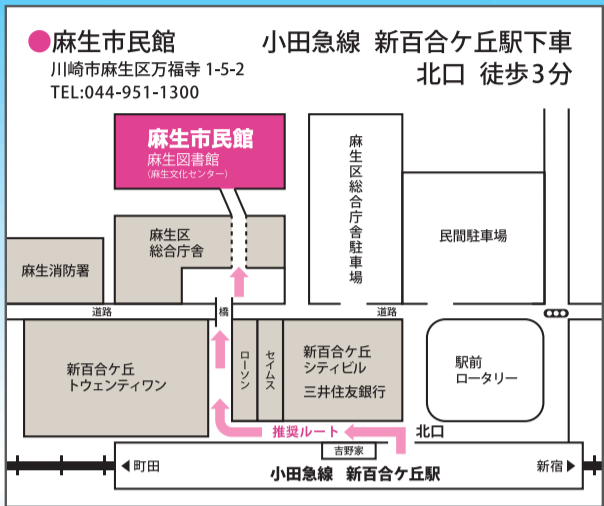 ●麻生市民館
川崎市麻生区万福寺 1-5-2
TEL:044-951-1300
小田急線 新百合ケ丘駅下車
北口 徒歩3分
麻生市民館
麻生図書館
(麻生文化センター)
麻生区総合庁舎駐車場
民間駐車場
麻生区
総合庁舎
麻生消防署
道路
橋
道路
新百合ケ丘
トウェンティワン
ローソン
セイムス
新百合ケ丘
シティビル
三井住友銀行
駅前
ロータリー
推奨ルート
北口
吉野家
◀町田
小田急線 新百合ケ丘駅
新宿▶